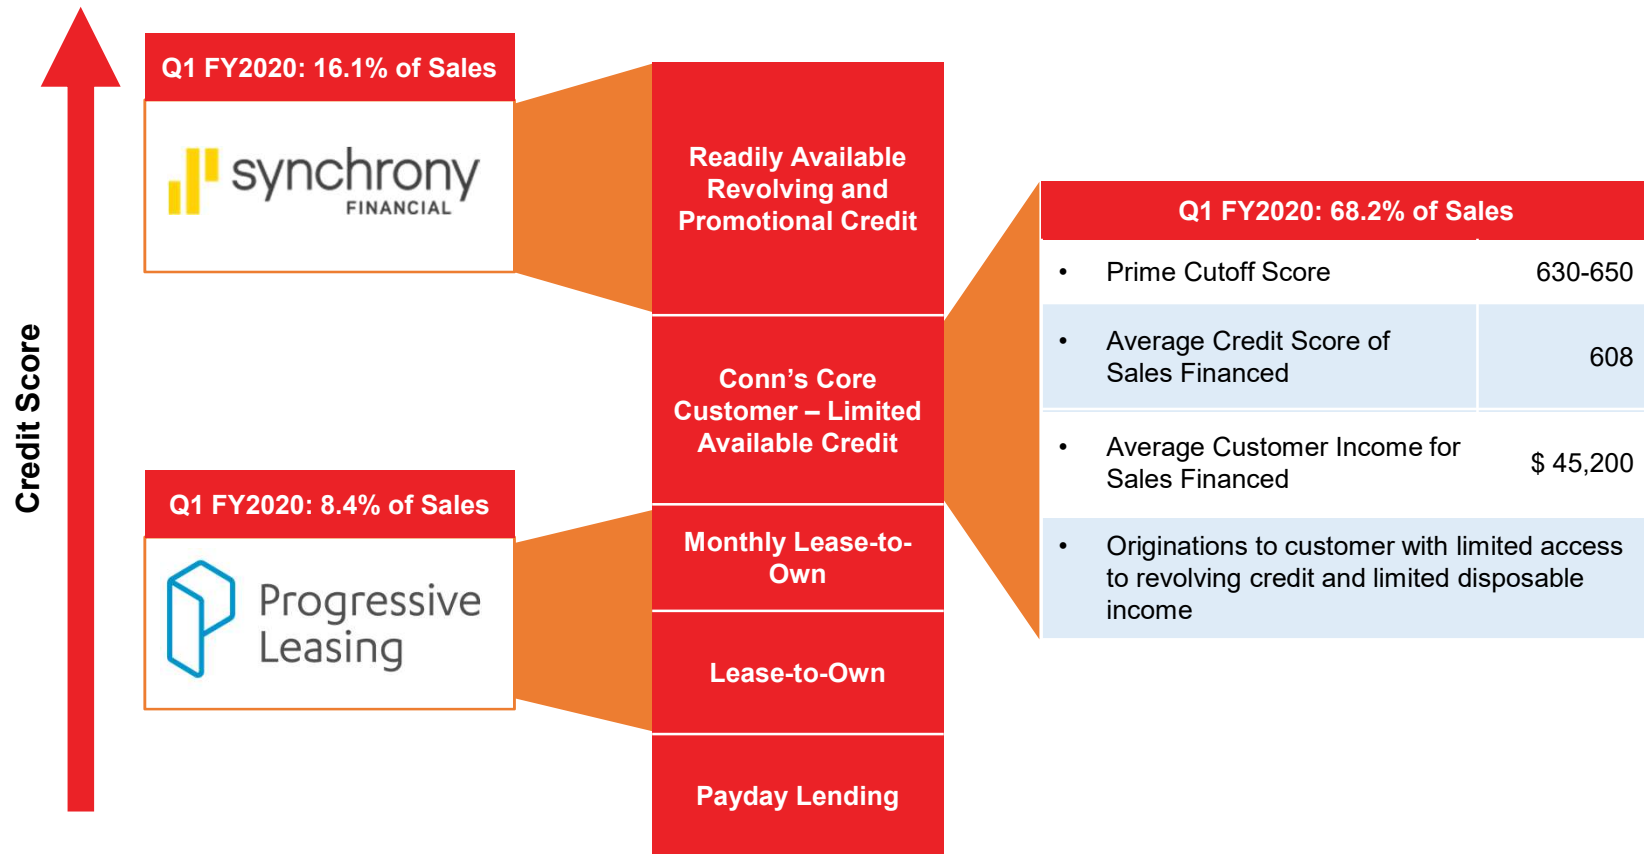 Credit Score
Q1 FY2020: 16.1% of Sales
synchrony
FINANCIAL
Q1 FY2020: 8.4% of Sales
Progressive
Leasing
Readily Available
Revolving and
Promotional Credit
Conn’s Core
Customer – Limited
Available Credit
Monthly Lease-to-
Own
Lease-to-Own
Payday Lending
Q1 FY2020: 68.2% of Sales
• Prime Cutoff Score 630-650
• Average Credit Score of
Sales Financed 608
• Average Customer Income for
Sales Financed $ 45,200
• Originations to customer with limited access
to revolving credit and limited disposable
income